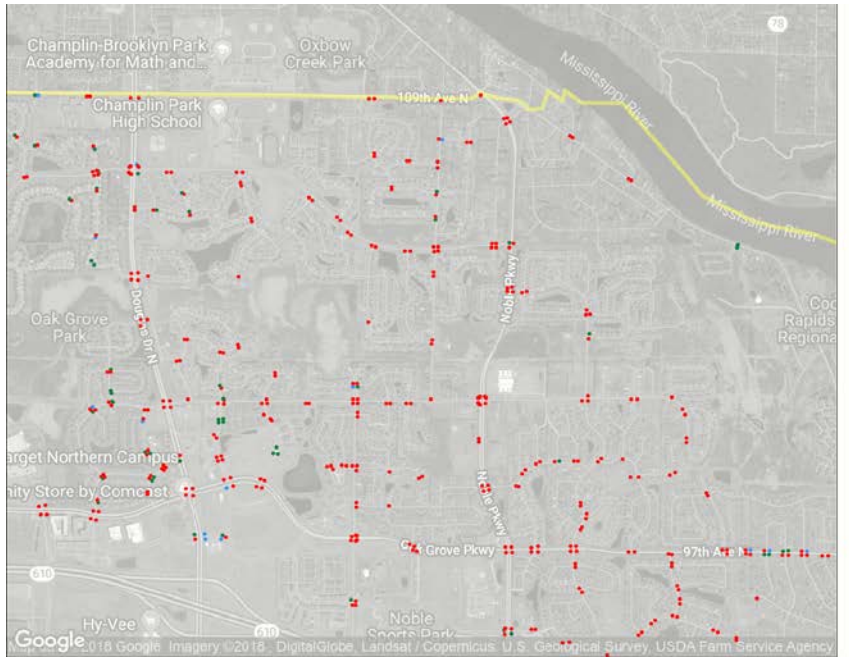 78
Champlin-Brooklyn Park
Academy for Math and...
Oxbow
Creek Park
Mississippi River
109th Ave N
Champlin Park
High School
Mississippi River
Noble Pkwy
Coo
Rapids
Regiona
Oak Grove
Park
Douglas Dr N
arget Northern Campus
nity Store by Comcast
Noble Pkwy
Grove Pkwy
97th Ave N
610
Hy-Vee
610
Noble
Sports Park
Google
2018 Google Imagery ©2018, DigitalGlobe, Landsat / Copernicus, U.S. Geological Survey, USDA Farm Service Agency